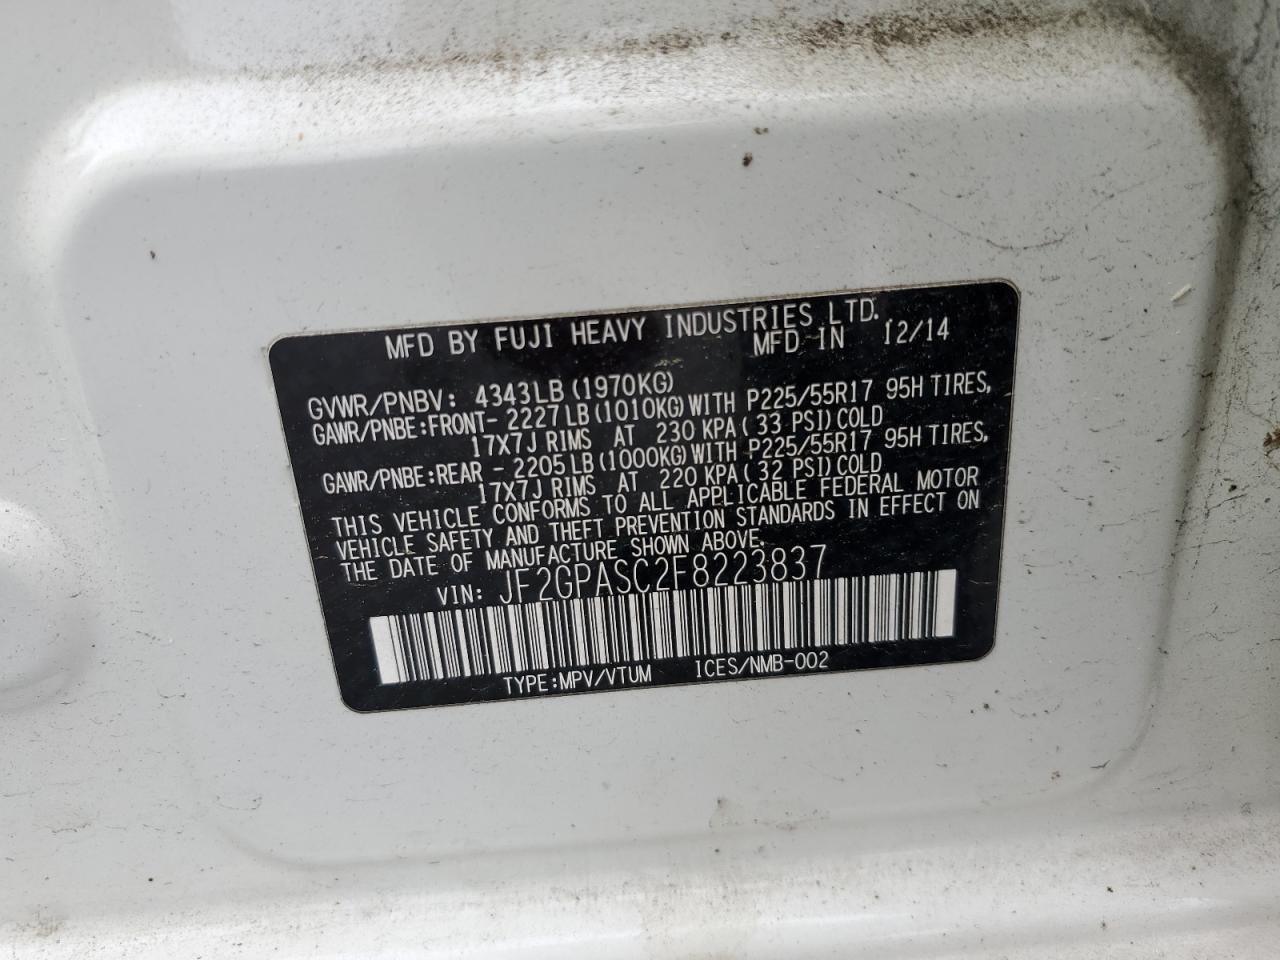 MFD BY FUJI HEAVY INDUSTRIES LTD.
MFD IN 12/14
GVWR/PNBV: 4343LB (1970KG)
GAWR/PNBE:FRONT- 2227LB(1010KG)WITH P225/55R17 95H TIRES,
17X7J RIMS AT 230 KPA( 33 PSI)COLD
GAWR/PNBE:REAR - 2205LB(1000KG)WITH P225/55R17 95H TIRES,
17X7J RIMS AT 220 KPA( 32 PSI)COLD
THIS VEHICLE CONFORMS TO ALL APPLICABLE FEDERAL MOTOR
VEHICLE SAFETY AND THEFT PREVENTION STANDARDS IN EFFECT ON
THE DATE OF MANUFACTURE SHOWN ABOVE.
VIN: JF2GPASC2F8223837
TYPE:MPV/VTUM ICES/NMB-002